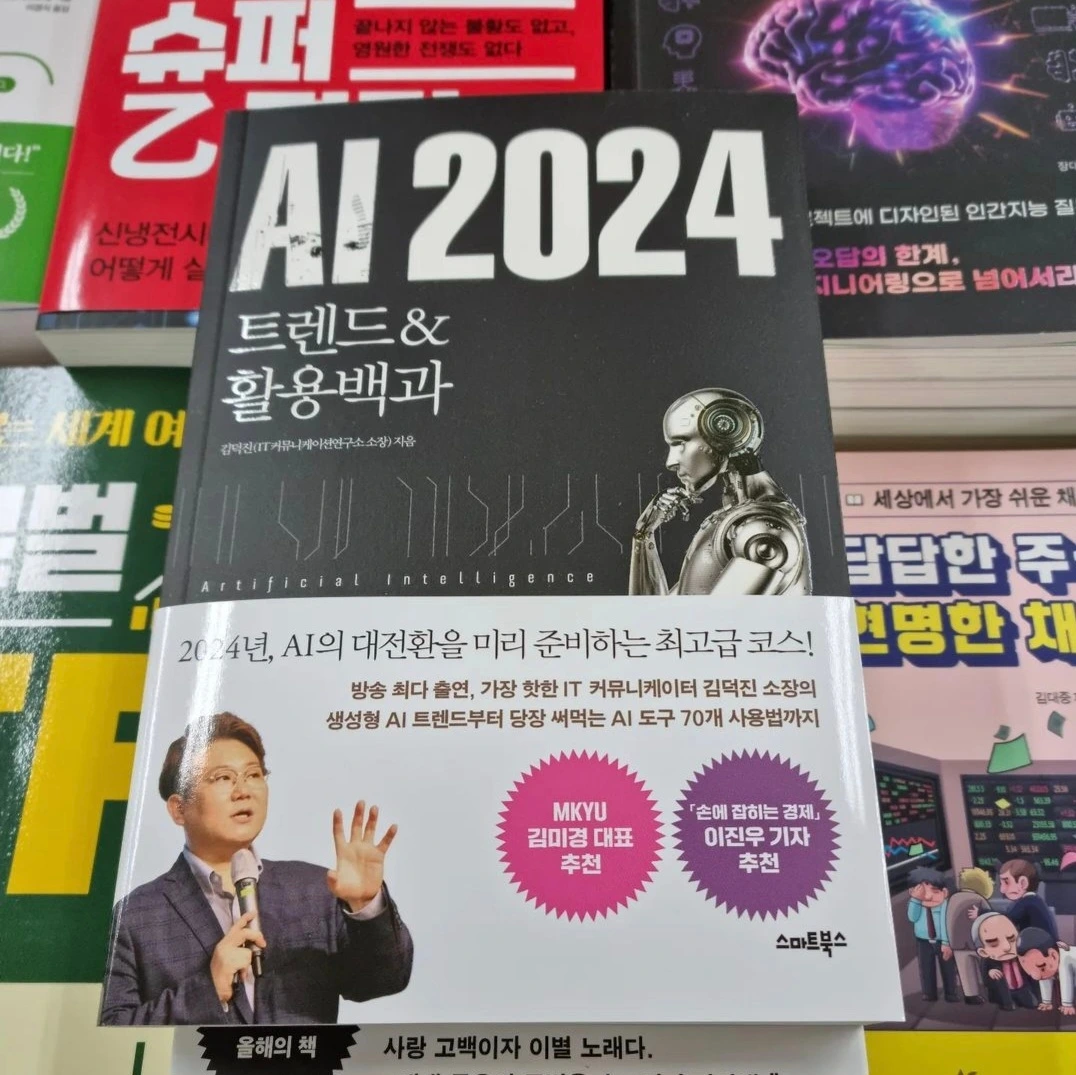 슈퍼
乙
끝나지 않는 불황도 없고,
영원한 전쟁도 없다
신냉전시
어떻게
젝트에 디자인된 인간지능 질
오답의 한계,
지니어링으로 넘어서라
AI 2024
트렌드&
활용백과
김덕진(IT커뮤니케이션연구소 소장) 지음
Artificial Intelligence
2024년, AI의 대전환을 미리 준비하는 최고급 코스!
방송 최다 출연, 가장 핫한 IT 커뮤니케이터 김덕진 소장의
생성형 AI 트렌드부터 당장 써먹는 AI 도구 70개 사용법까지
MKYU
김미경 대표
추천
「손에 잡히는 경제」
이진우 기자
추천
스마트북스
세계 여
벌
세상에서 가장 쉬운 채
답답한 주
현명한 채
김대중
올해의 책
사랑 고백이자 이별 노래다.